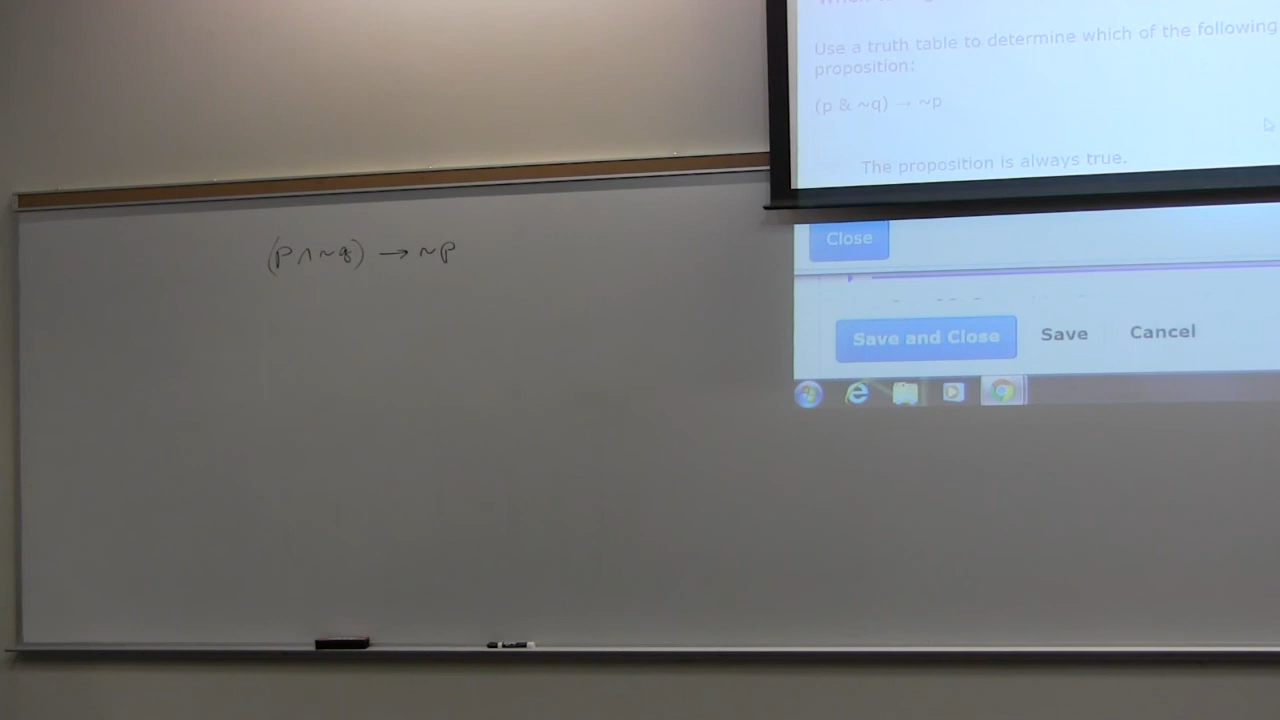 Use a truth table to determine which of the following
proposition:
(p & ~q) → ~p
The proposition is always true.
(p ∧ ~q) → ~p
Close
Save and Close Save Cancel